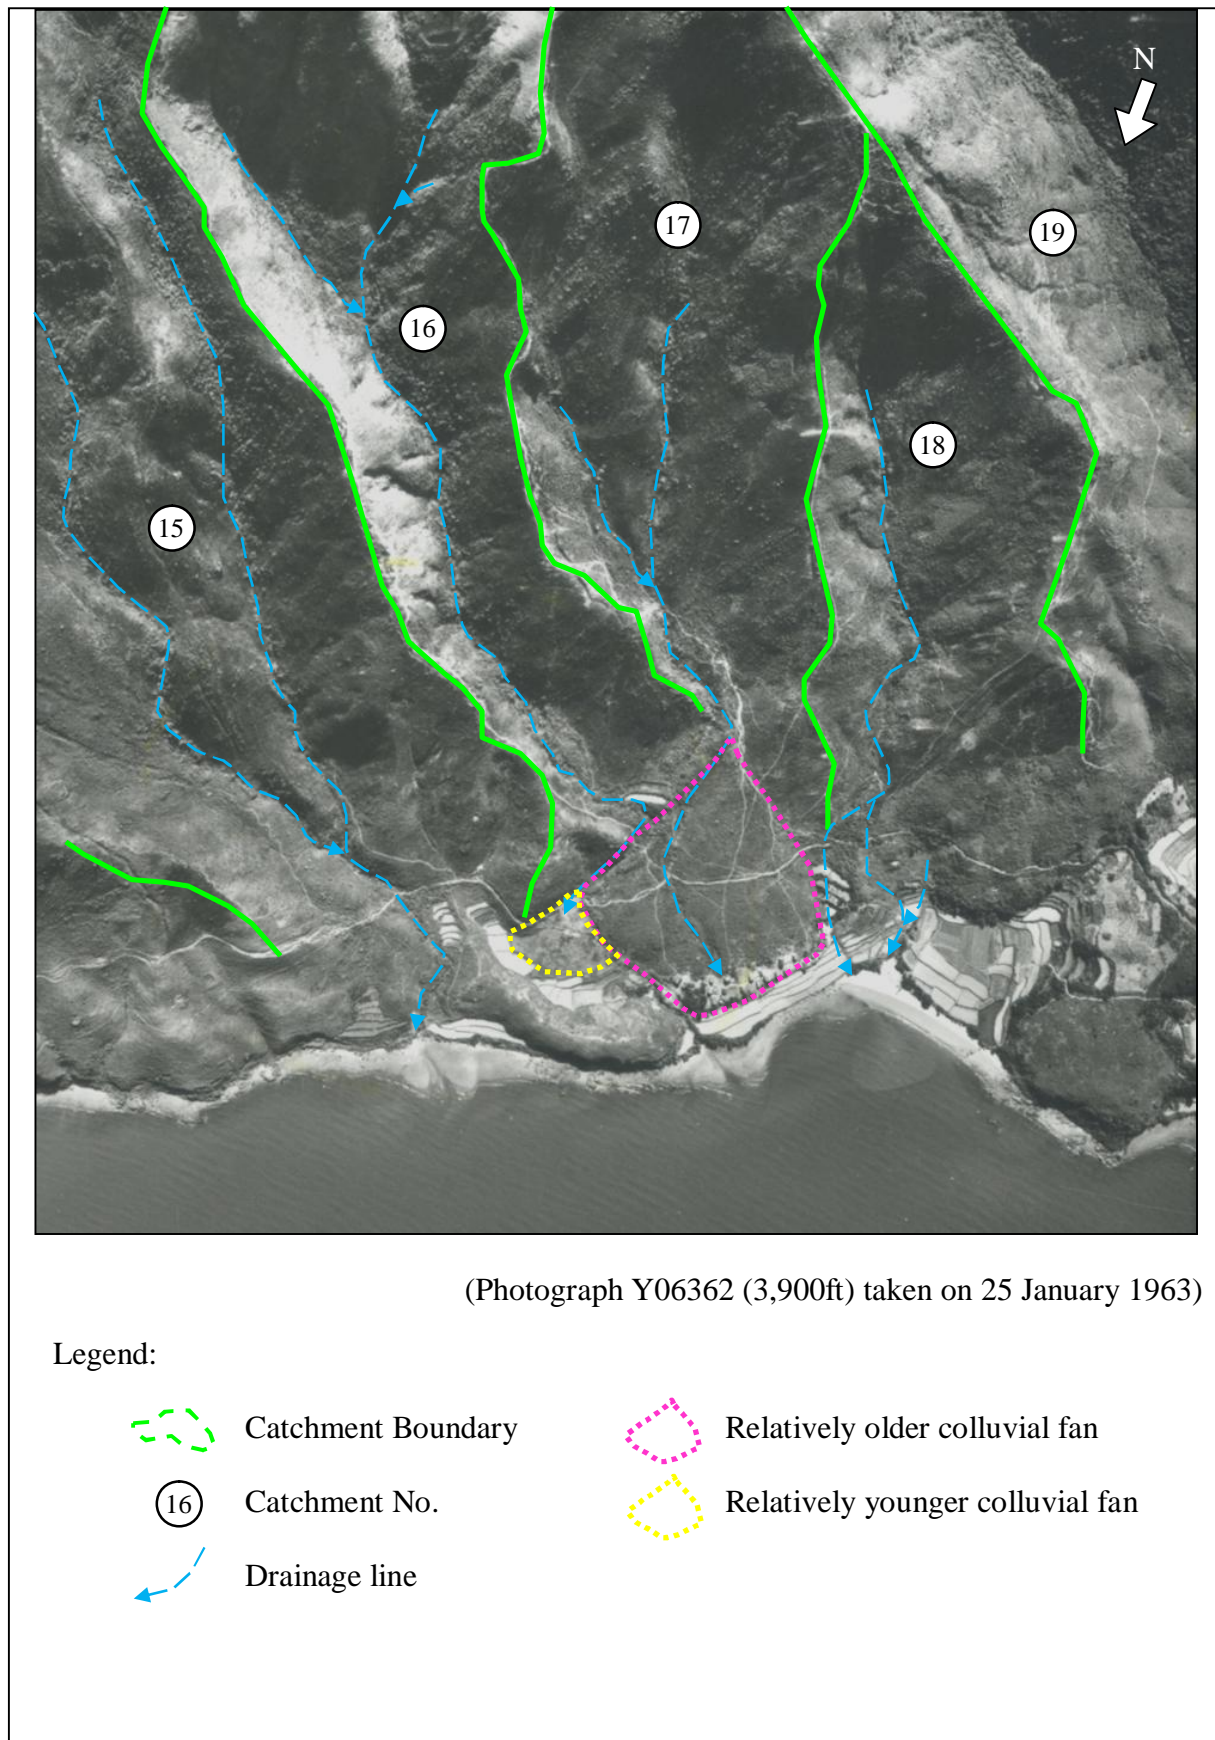 N
17
19
16
18
15
(Photograph Y06362 (3,900ft) taken on 25 January 1963)
Legend:
Catchment Boundary
Relatively older colluvial fan
16 Catchment No.
Relatively younger colluvial fan
Drainage line